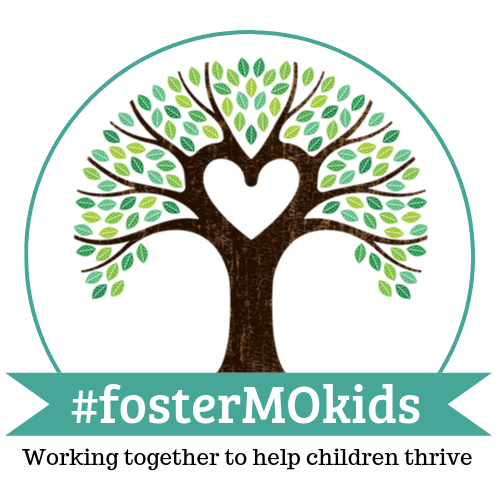 #fosterMOkids
Working together to help children thrive